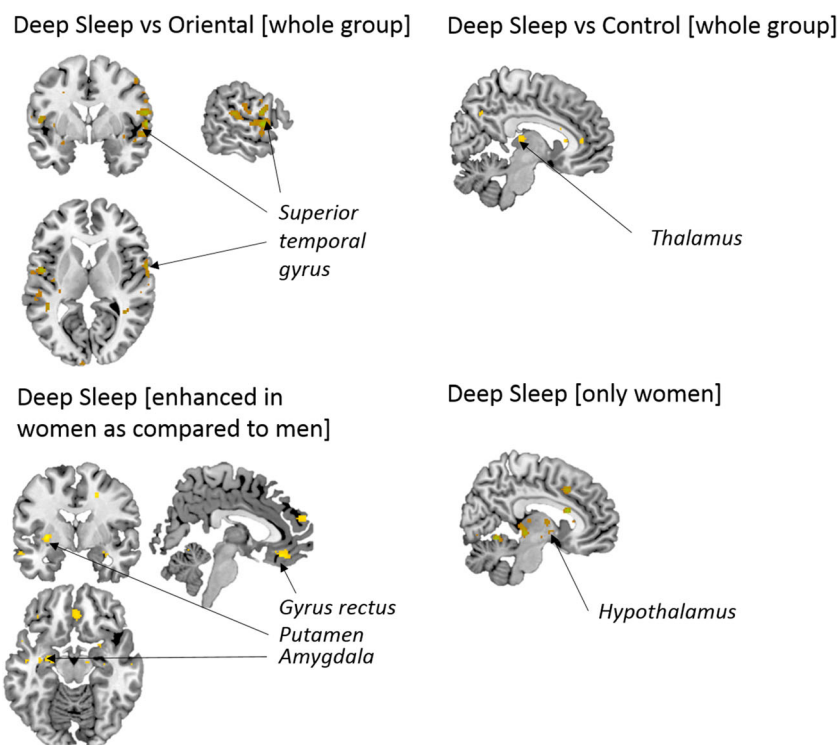 Deep Sleep vs Oriental [whole group]
Superior
temporal
gyrus
Deep Sleep vs Control [whole group]
Thalamus
Deep Sleep [enhanced in
women as compared to men]
Gyrus rectus
Putamen
Amygdala
Deep Sleep [only women]
Hypothalamus